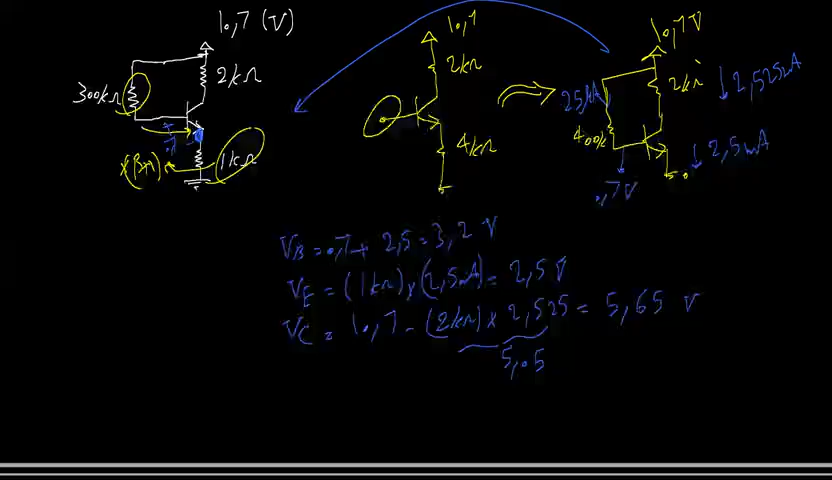 10,7 (V)
2kΩ
300kΩ
+
,7
-
x(β+1)
1kΩ
10,7
2kΩ
4kΩ
10,7V
2kΩ
2,525mA
25μA
400k
2,5mA
,7V
VB = ,7 + 2,5 = 3,2 V
VE = (1kΩ) x (2,5mA) = 2,5 V
VC = 10,7 - (2kΩ) x 2,525 = 5,65 V
5,05